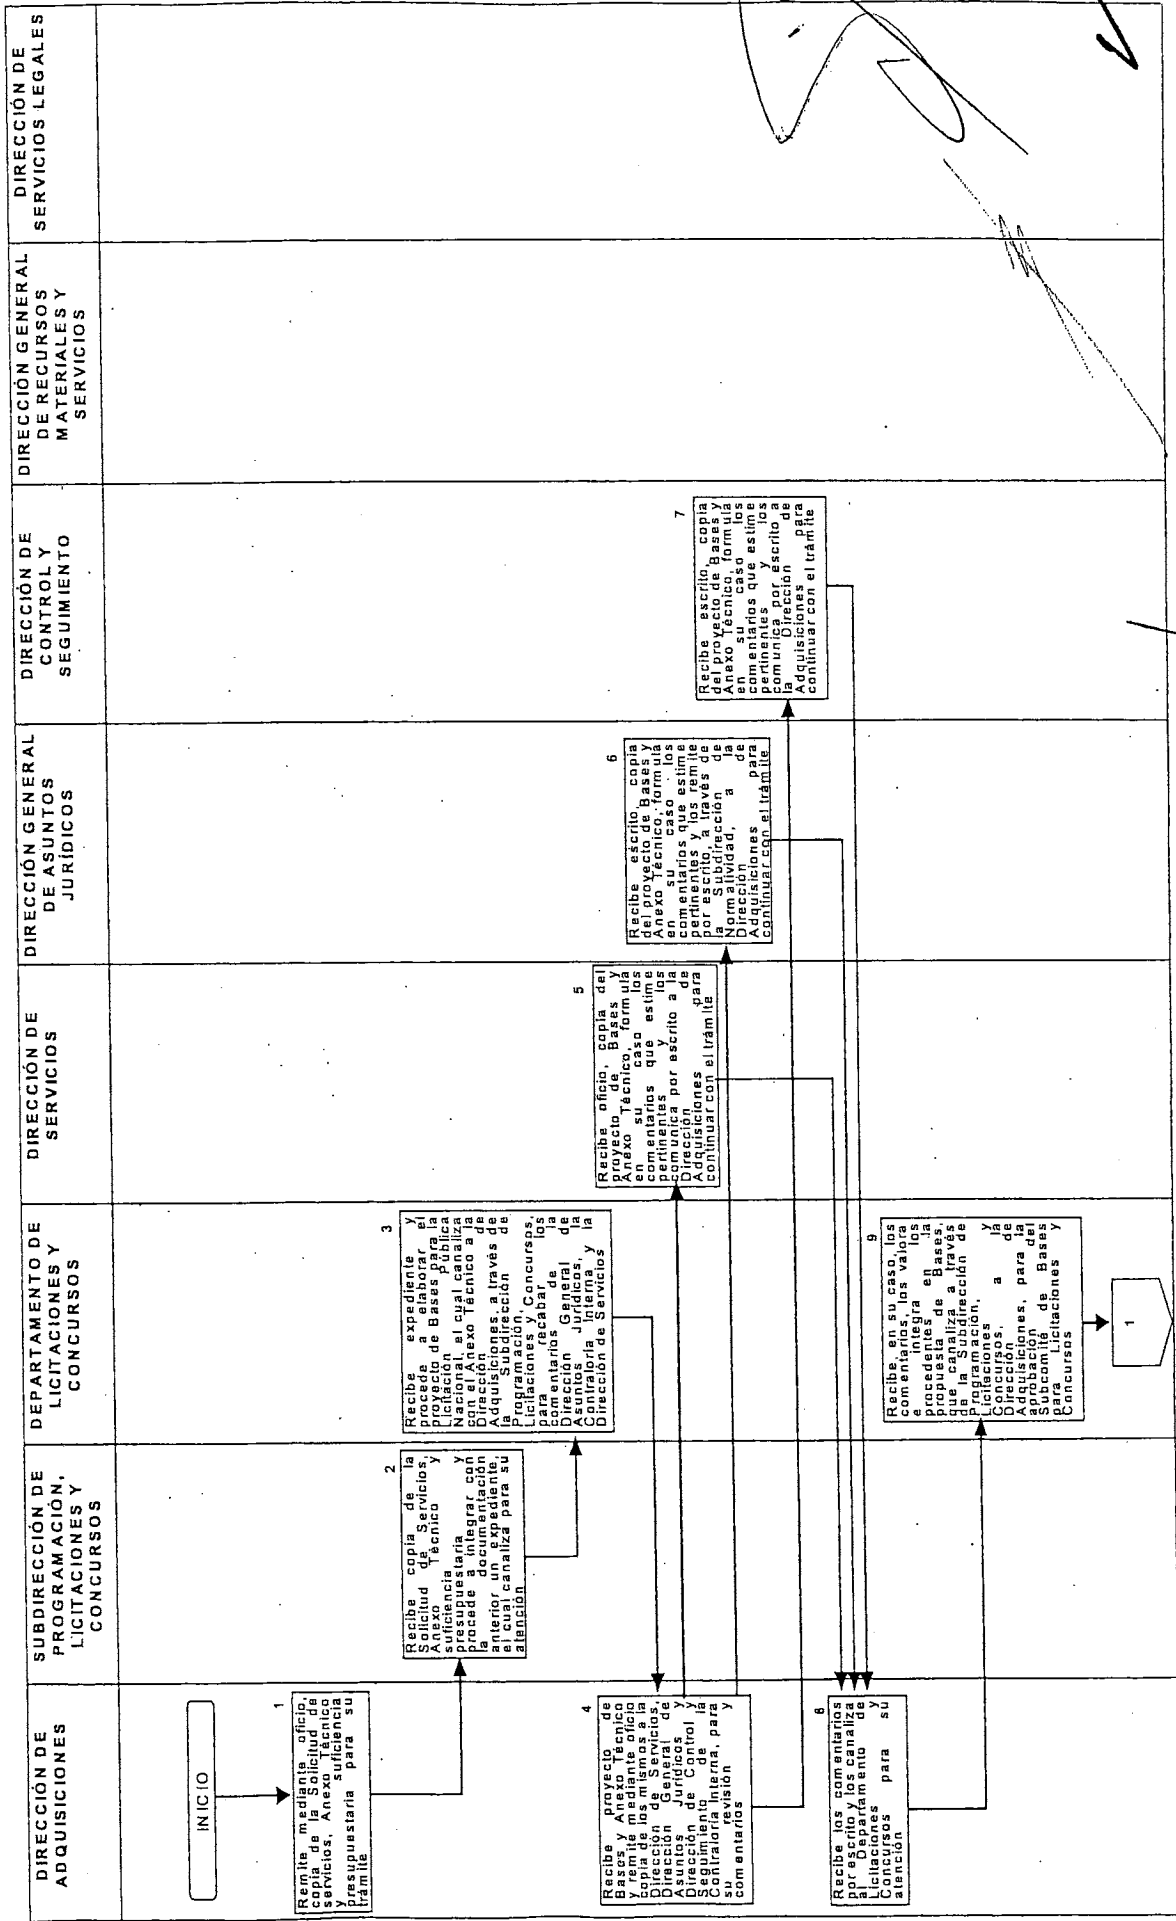 DIRECCIÓN DE
ADQUISICIONES
SUBDIRECCIÓN DE
PROGRAMACIÓN,
LICITACIONES Y
CONCURSOS
DEPARTAMENTO DE
LICITACIONES Y
CONCURSOS
DIRECCIÓN DE
SERVICIOS
DIRECCIÓN GENERAL
DE ASUNTOS
JURÍDICOS
DIRECCIÓN DE
CONTROL Y
SEGUIMIENTO
DIRECCIÓN GENERAL
DE RECURSOS
MATERIALES Y
SERVICIOS
DIRECCIÓN DE
SERVICIOS LEGALES
INICIO
1
Remite mediante oficio,
copia de la Solicitud de
servicios, Anexo Técnico
y suficiencia
presupuestaria para su
trámite
2
Recibe copia de la
Solicitud de Servicios,
Anexo Técnico y
suficiencia
presupuestaria y
procede a integrar con
la documentación
anterior un expediente,
el cual canaliza para su
atención
3
Recibe expediente y
procede a elaborar el
proyecto de Bases para la
Licitación Pública
Nacional, el cual canaliza
con el Anexo Técnico a la
Dirección de
Adquisiciones, a través de
la Subdirección de
Programación,
Licitaciones y Concursos,
para recabar los
comentarios de la
Dirección General de
Asuntos Jurídicos, la
Contraloría Interna y la
Dirección de Servicios
4
Recibe proyecto de
Bases y Anexo Técnico
y remite mediante oficio
copia de los mismos a la
Dirección de Servicios,
Dirección General de
Asuntos Jurídicos y
Dirección de Control y
Seguimiento de la
Contraloría Interna, para
su revisión y
comentarios
5
Recibe oficio, copia del
proyecto de Bases y
Anexo Técnico, formula
en su caso los
comentarios que estime
pertinentes y los
comunica por escrito a la
Dirección de
Adquisiciones para
continuar con el trámite
6
Recibe escrito, copia
del proyecto de Bases y
Anexo Técnico, formula
en su caso los
comentarios que estime
pertinentes y los remite
por escrito, a través de
la Subdirección de
Normatividad, a la
Dirección de
Adquisiciones para
continuar con el trámite
7
Recibe escrito, copia
del proyecto de Bases y
Anexo Técnico, formula
en su caso los
comentarios que estime
pertinentes y los
comunica por escrito a
la Dirección de
Adquisiciones para
continuar con el trámite
8
Recibe los comentarios
por escrito y los canaliza
al Departamento de
Licitaciones y
Concursos para su
atención
9
Recibe, en su caso, los
comentarios, los valora
e integra los
procedentes en la
propuesta de Bases,
que canaliza a través
de la Subdirección de
Programación,
Licitaciones y
Concursos, a la
Dirección de
Adquisiciones, para la
aprobación del
Subcomité de Bases
para Licitaciones y
Concursos
1